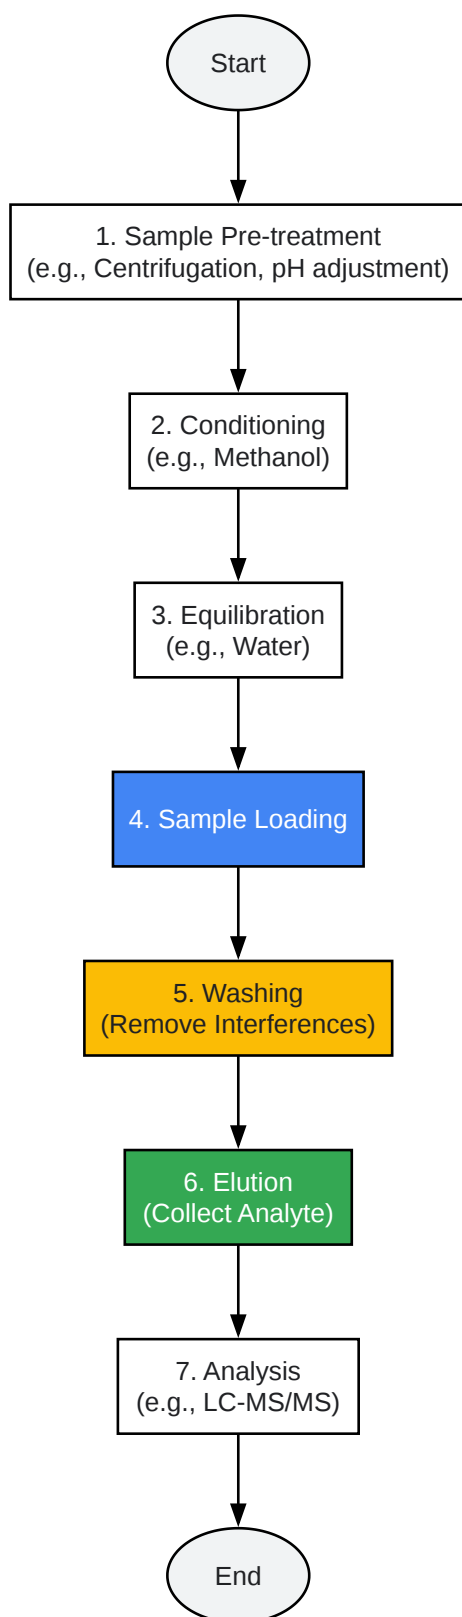 Start
1. Sample Pre-treatment
(e.g., Centrifugation, pH adjustment)
2. Conditioning
(e.g., Methanol)
3. Equilibration
(e.g., Water)
4. Sample Loading
5. Washing
(Remove Interferences)
6. Elution
(Collect Analyte)
7. Analysis
(e.g., LC-MS/MS)
End